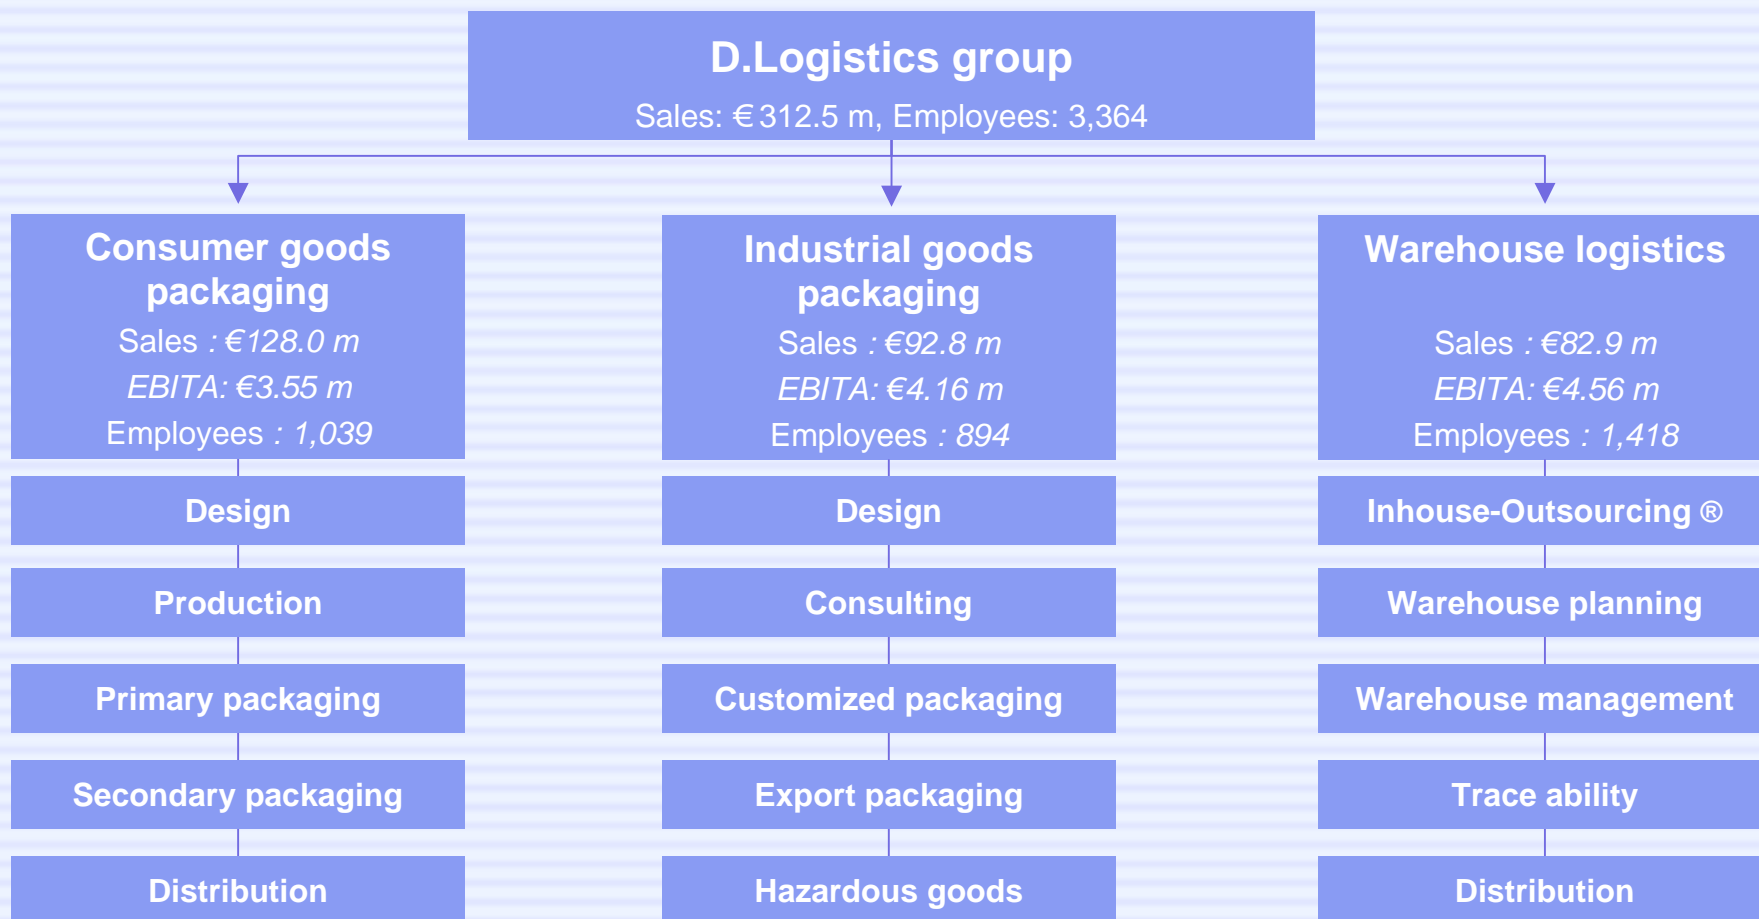 D.Logistics group
Sales: € 312.5 m, Employees: 3,364
Consumer goods
packaging
Sales : €128.0 m
EBITA: €3.55 m
Employees : 1,039
Design
Production
Primary packaging
Secondary packaging
Distribution
Industrial goods
packaging
Sales : €92.8 m
EBITA: €4.16 m
Employees : 894
Design
Consulting
Customized packaging
Export packaging
Hazardous goods
Warehouse logistics
Sales : €82.9 m
EBITA: €4.56 m
Employees : 1,418
Inhouse-Outsourcing ®
Warehouse planning
Warehouse management
Trace ability
Distribution